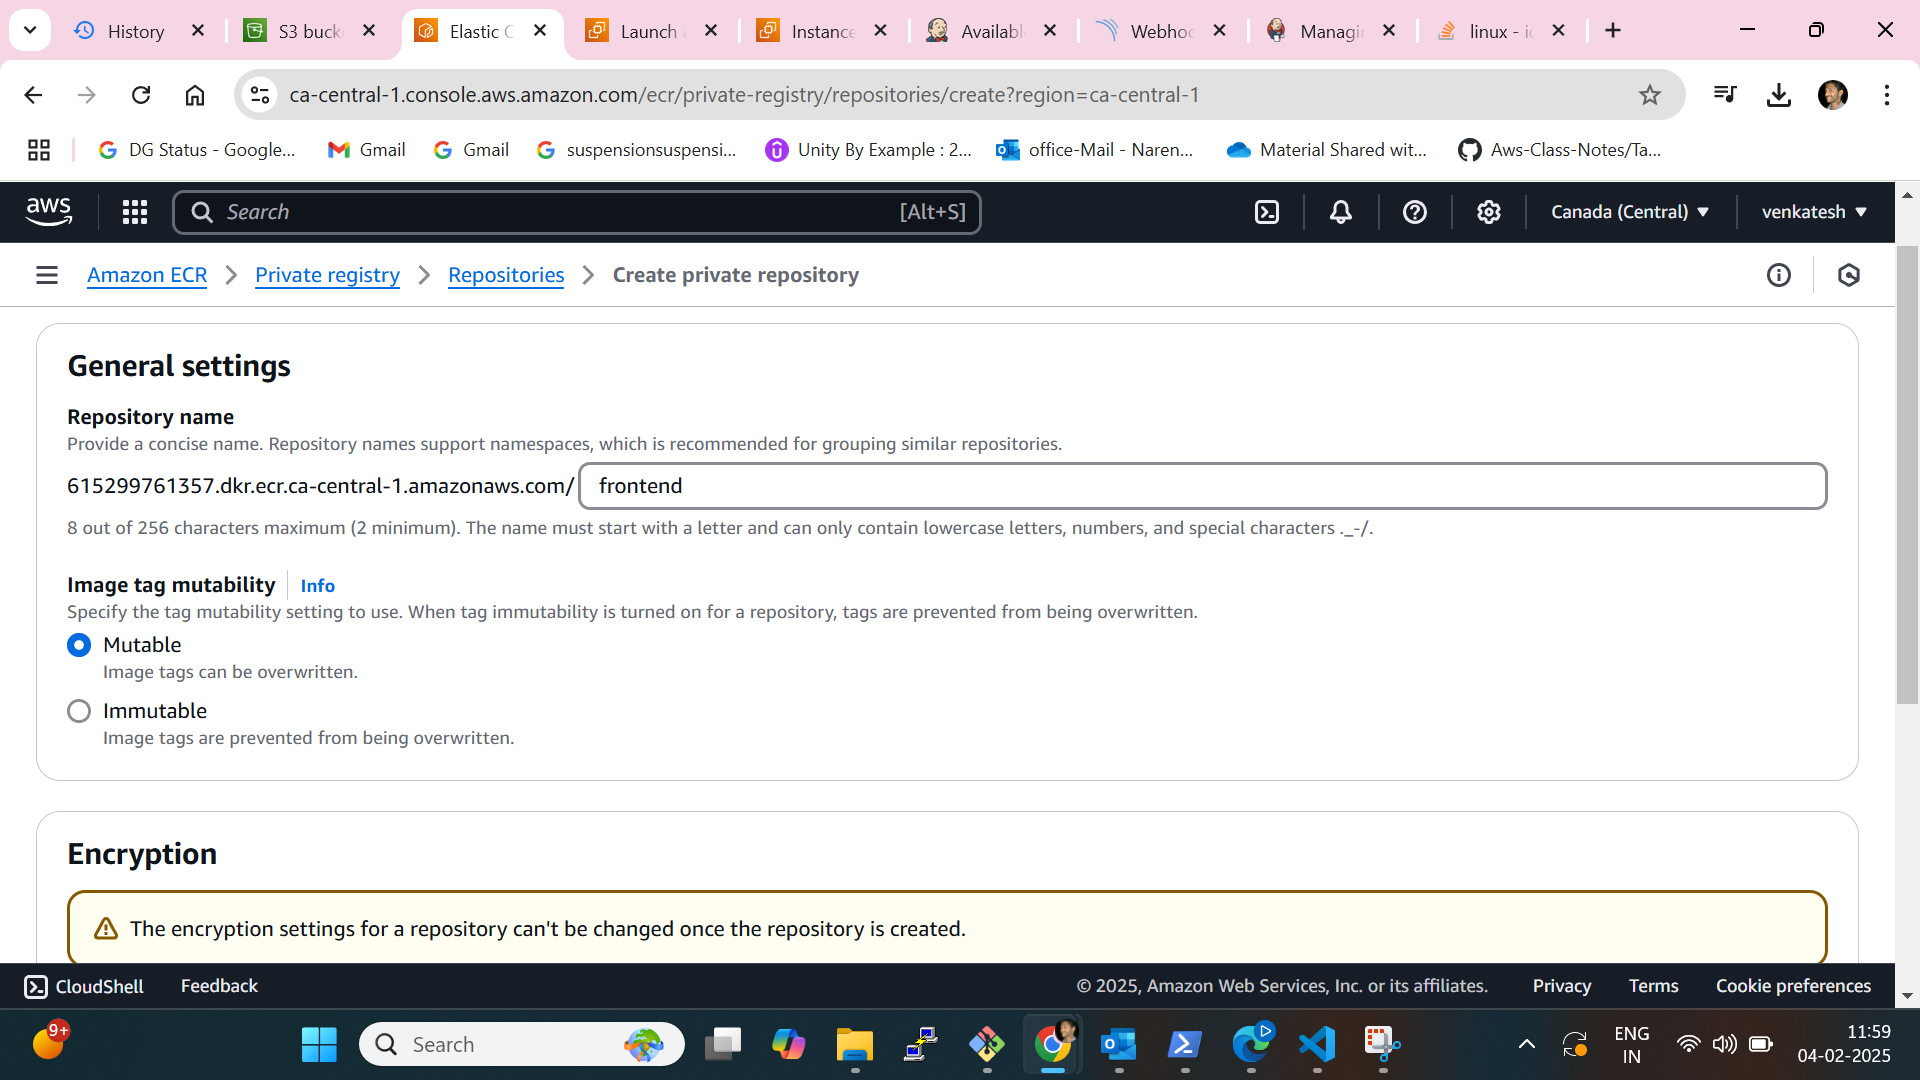 History
S3 buck
Elastic C
Launch
Instance
Availabl
Webhoo
Managi
linux - i
ca-central-1.console.aws.amazon.com/ecr/private-registry/repositories/create?region=ca-central-1
DG Status - Google...
Gmail
Gmail
suspensionsuspensi...
Unity By Example : 2...
office-Mail - Naren...
Material Shared wit...
Aws-Class-Notes/Ta...
aws
Search
[Alt+S]
Canada (Central)
venkatesh
Amazon ECR
Private registry
Repositories
Create private repository
General settings
Repository name
Provide a concise name. Repository names support namespaces, which is recommended for grouping similar repositories.
615299761357.dkr.ecr.ca-central-1.amazonaws.com/
frontend
8 out of 256 characters maximum (2 minimum). The name must start with a letter and can only contain lowercase letters, numbers, and special characters ._-/.
Image tag mutability
Info
Specify the tag mutability setting to use. When tag immutability is turned on for a repository, tags are prevented from being overwritten.
Mutable
Image tags can be overwritten.
Immutable
Image tags are prevented from being overwritten.
Encryption
The encryption settings for a repository can't be changed once the repository is created.
CloudShell
Feedback
© 2025, Amazon Web Services, Inc. or its affiliates.
Privacy
Terms
Cookie preferences
9+
Search
ENG
IN
11:59
04-02-2025